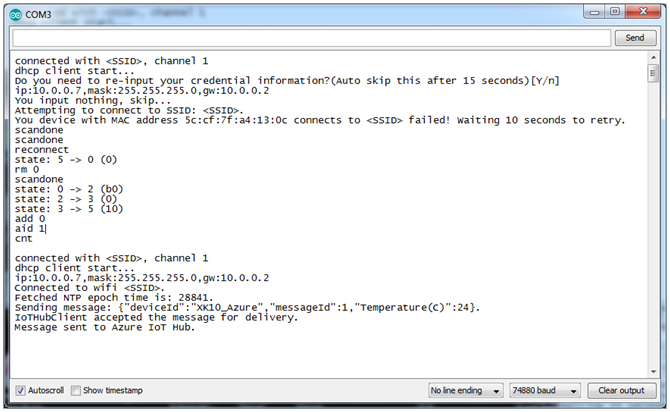 COM3
Send
connected with <SSID>, channel 1
dhcp client start...
Do you need to re-input your credential information?(Auto skip this after 15 seconds)[Y/n]
ip:10.0.0.7,mask:255.255.255.0,gw:10.0.0.2
You input nothing, skip...
Attempting to connect to SSID: <SSID>.
You device with MAC address 5c:cf:7f:a4:13:0c connects to <SSID> failed! Waiting 10 seconds to retry.
scandone
scandone
reconnect
state: 5 -> 0 (0)
rm 0
scandone
state: 0 -> 2 (b0)
state: 2 -> 3 (0)
state: 3 -> 5 (10)
add 0
aid 1
cnt
connected with <SSID>, channel 1
dhcp client start...
ip:10.0.0.7,mask:255.255.255.0,gw:10.0.0.2
Connected to wifi <SSID>.
Fetched NTP epoch time is: 28841.
Sending message: {"deviceId":"XK10_Azure","messageId":1,"Temperature(C)":24}.
IoTHubClient accepted the message for delivery.
Message sent to Azure IoT Hub.
Autoscroll Show timestamp No line ending 74880 baud Clear output